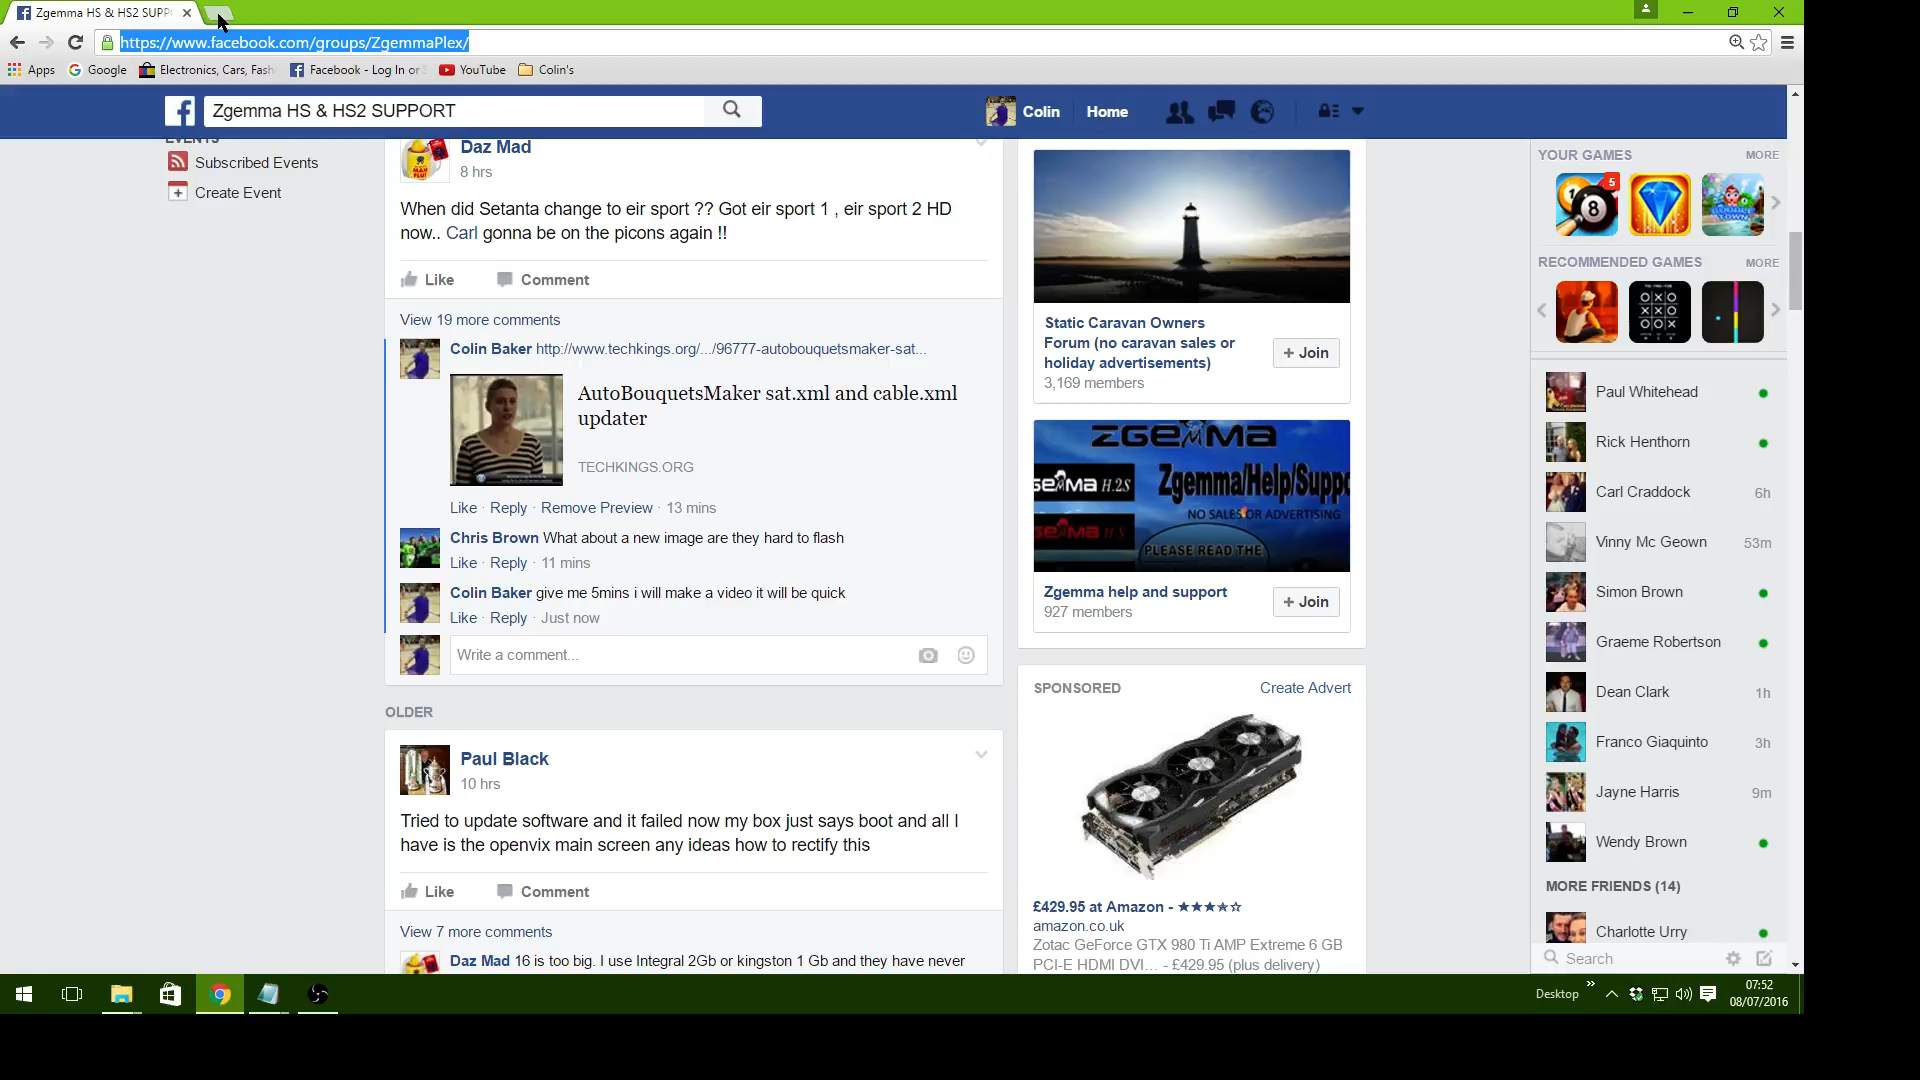 Zgemma HS & HS2 SUPP
https://www.facebook.com/groups/ZgemmaPlex/
Apps
Google
Electronics, Cars, Fash
Facebook - Log In or S
YouTube
Colin's
Zgemma HS & HS2 SUPPORT
Colin
Home
EVENTS
Subscribed Events
Create Event
Daz Mad
8 hrs
When did Setanta change to eir sport ?? Got eir sport 1 , eir sport 2 HD
now.. Carl gonna be on the picons again !!
Like
Comment
View 19 more comments
Colin Baker http://www.techkings.org/.../96777-autobouquetsmaker-sat...
AutoBouquetsMaker sat.xml and cable.xml
updater
TECHKINGS.ORG
Like · Reply · Remove Preview · 13 mins
Chris Brown What about a new image are they hard to flash
Like · Reply · 11 mins
Colin Baker give me 5mins i will make a video it will be quick
Like · Reply · Just now
Write a comment...
OLDER
Paul Black
10 hrs
Tried to update software and it failed now my box just says boot and all I
have is the openvix main screen any ideas how to rectify this
Like
Comment
View 7 more comments
Daz Mad 16 is too big. I use Integral 2Gb or kingston 1 Gb and they have never
Static Caravan Owners
Forum (no caravan sales or
holiday advertisements)
3,169 members
+ Join
ZGEMMA
GEMMA H.2S
Zgemma/Help/Suppo
NO SALES OR ADVERTISING
GEMMA H S
PLEASE READ THE
Zgemma help and support
927 members
+ Join
SPONSORED
Create Advert
£429.95 at Amazon -
amazon.co.uk
Zotac GeForce GTX 980 Ti AMP Extreme 6 GB
PCI-E HDMI DVI… - £429.95 (plus delivery)
YOUR GAMES
MORE
5
8
RECOMMENDED GAMES
MORE
Paul Whitehead
Rick Henthorn
Carl Craddock
6h
Vinny Mc Geown
53m
Simon Brown
Graeme Robertson
Dean Clark
1h
Franco Giaquinto
3h
Jayne Harris
9m
Wendy Brown
MORE FRIENDS (14)
Charlotte Urry
Search
Desktop
07:52
08/07/2016